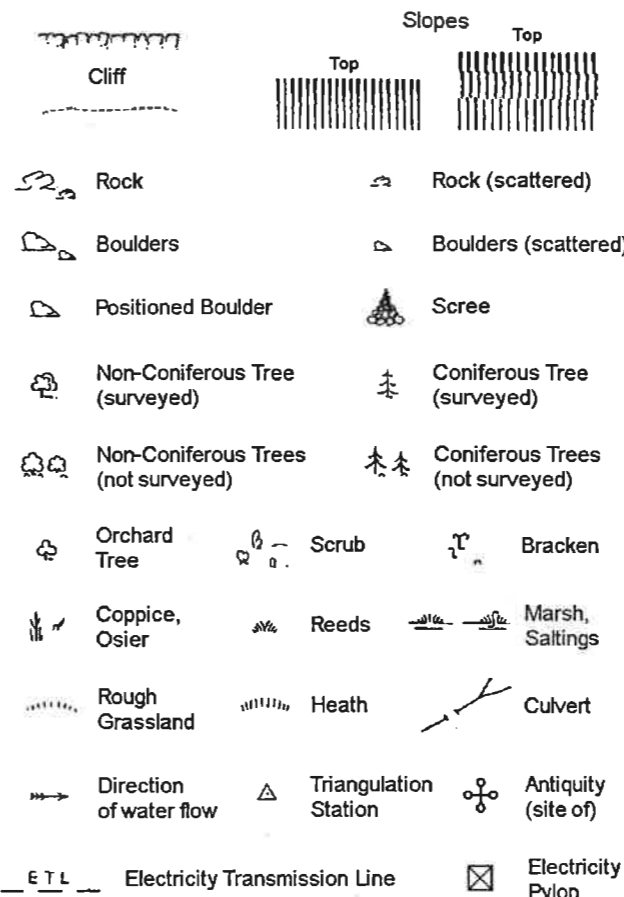 Slopes
Top
Top
Cliff
Rock
Rock (scattered)
Boulders
Boulders (scattered)
Positioned Boulder
Scree
Non-Coniferous Tree
(surveyed)
Coniferous Tree
(surveyed)
Non-Coniferous Trees
(not surveyed)
Coniferous Trees
(not surveyed)
Orchard
Tree
Scrub
Bracken
Coppice,
Osier
Reeds
Marsh,
Saltings
Rough
Grassland
Heath
Culvert
Direction
of water flow
Triangulation
Station
Antiquity
(site of)
E T L
Electricity Transmission Line
Electricity
Pylon